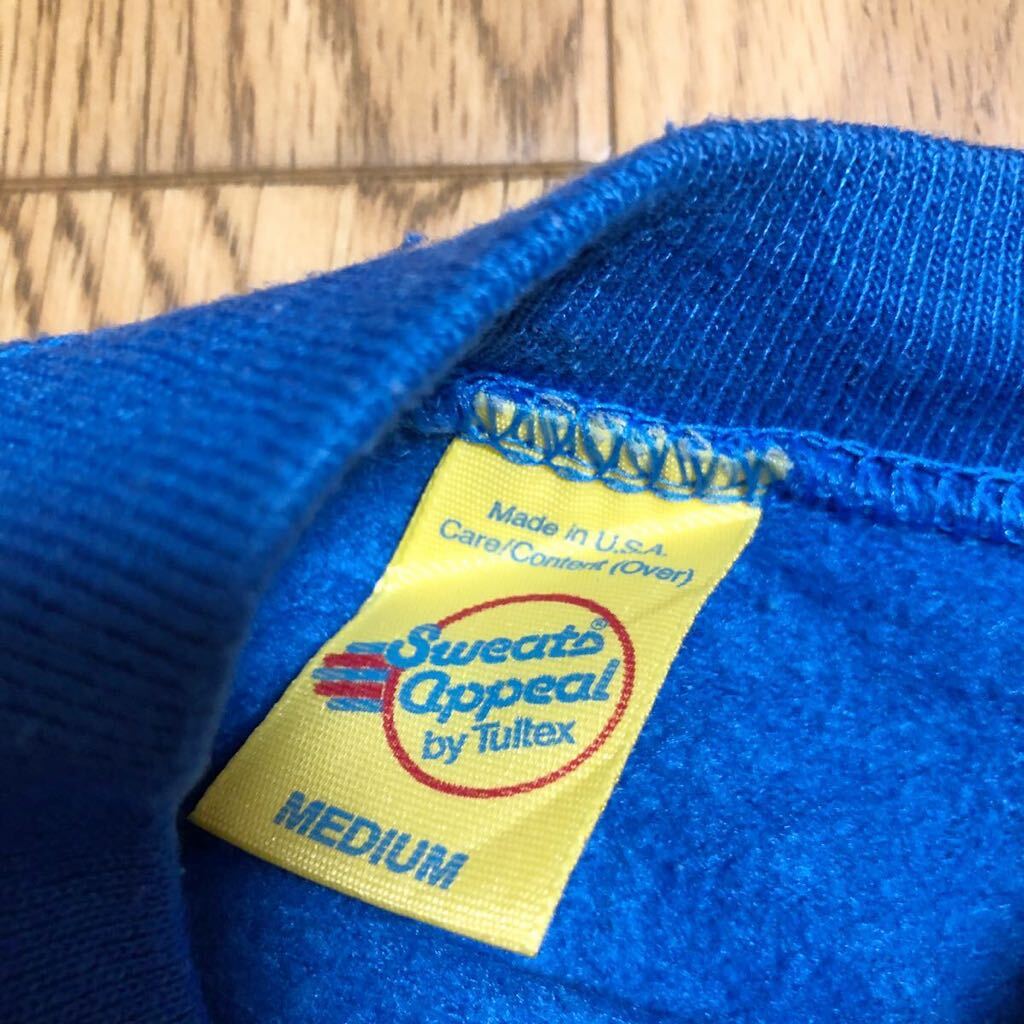 Made in U.S.A.
Care/Content (Over)
Sweats®
appeal
by Tultex
MEDIUM